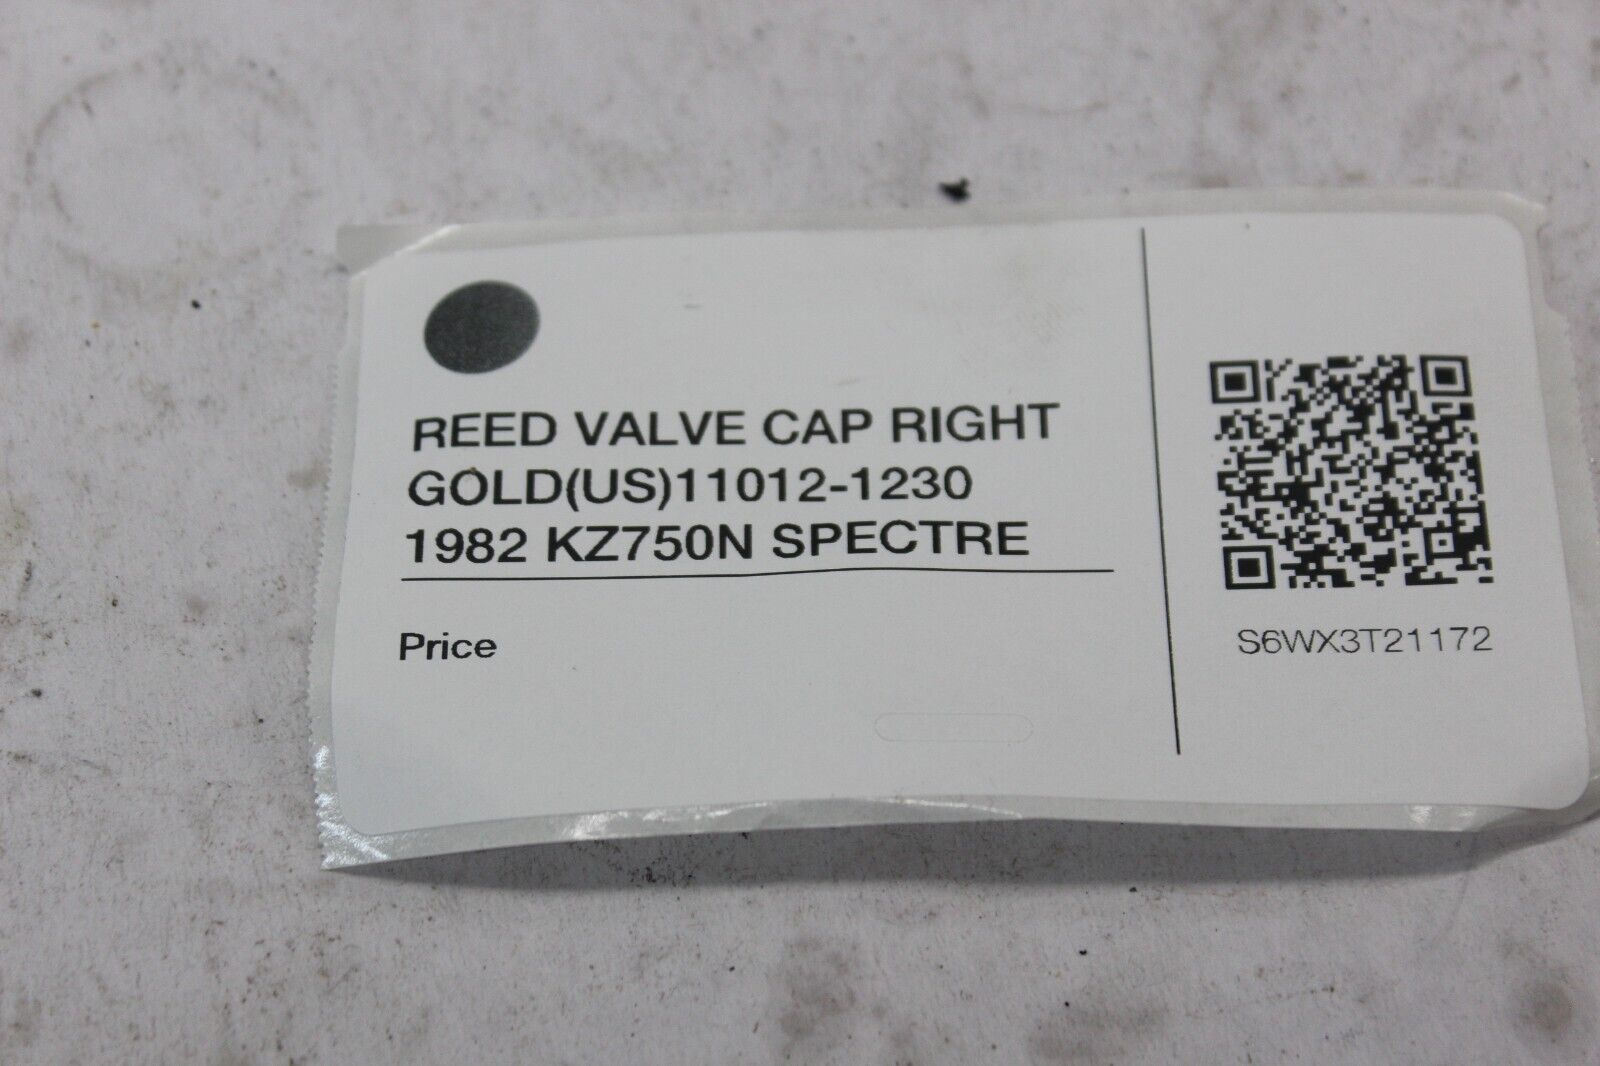 REED VALVE CAP RIGHT
GOLD(US)11012-1230
1982 KZ750N SPECTRE
Price
S6WX3T21172